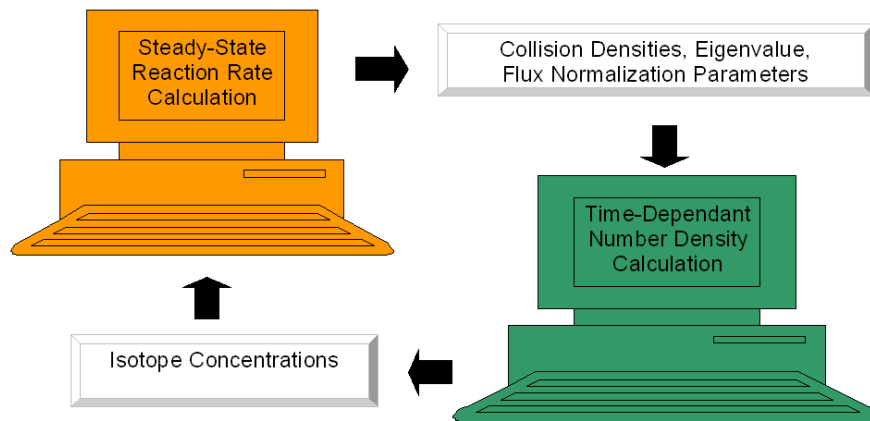 Steady-State
Reaction Rate
Calculation
Collision Densities, Eigenvalue,
Flux Normalization Parameters
Time-Dependant
Number Density
Calculation
Isotope Concentrations